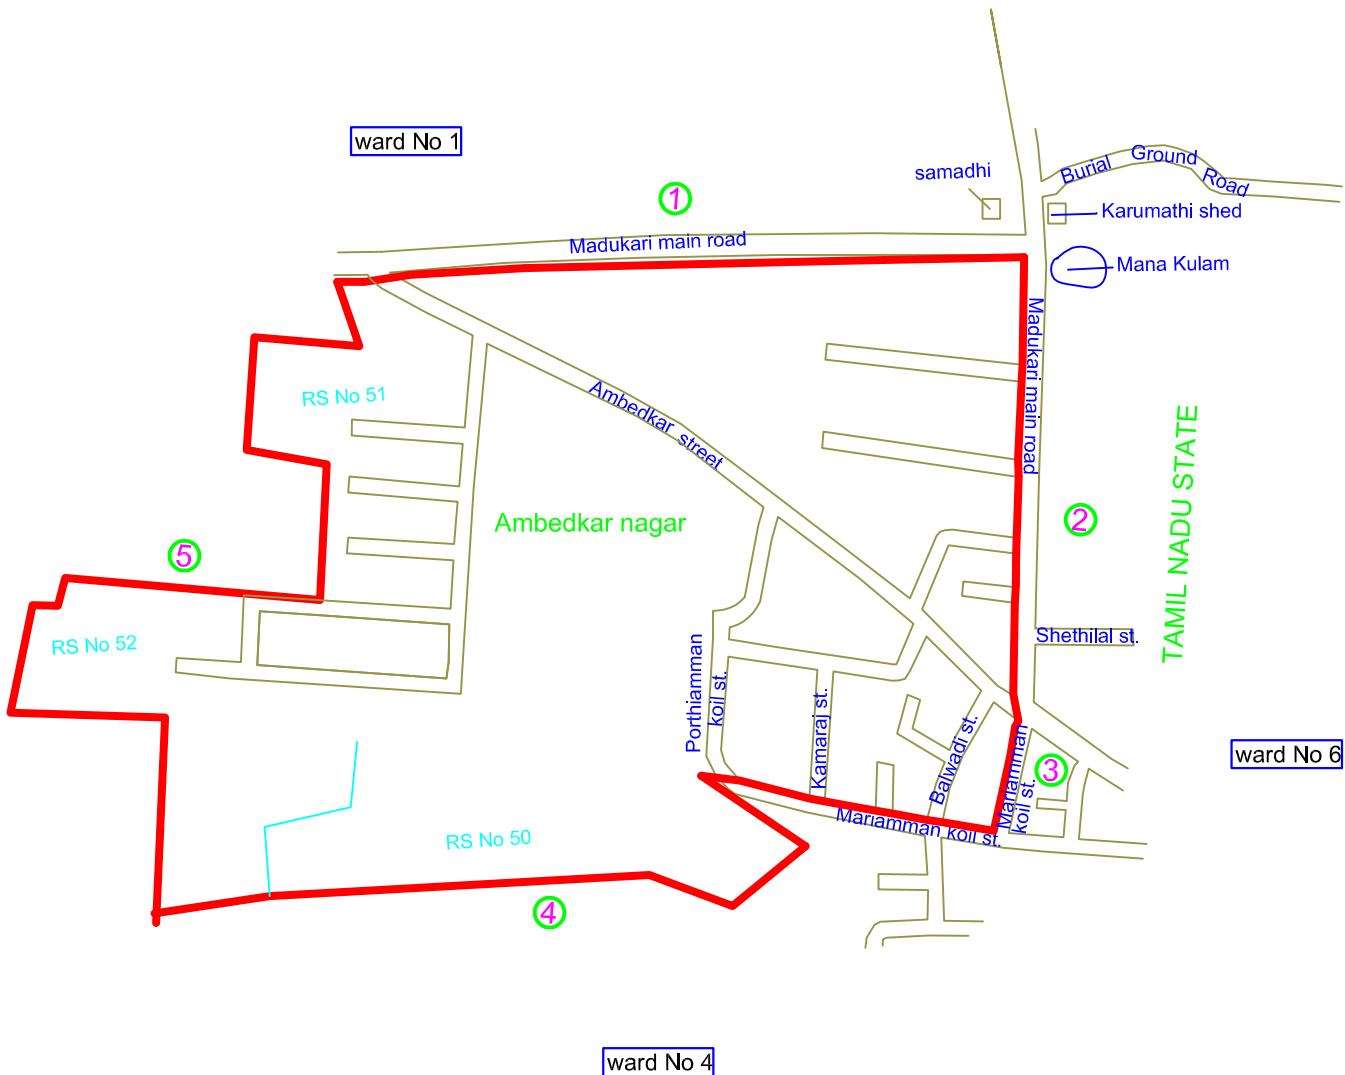 ward No 1
1
samadhi
Burial Ground Road
Karumathi shed
Madukari main road
Mana Kulam
Madukari main road
RS No 51
Ambedkar street
TAMIL NADU STATE
Ambedkar nagar
2
5
RS No 52
Shethilal st.
Porthiamman
koil st.
Kamaraj st.
Balwadi st.
Mariamman
koil st.
3
ward No 6
Mariamman koil st.
RS No 50
4
ward No 4